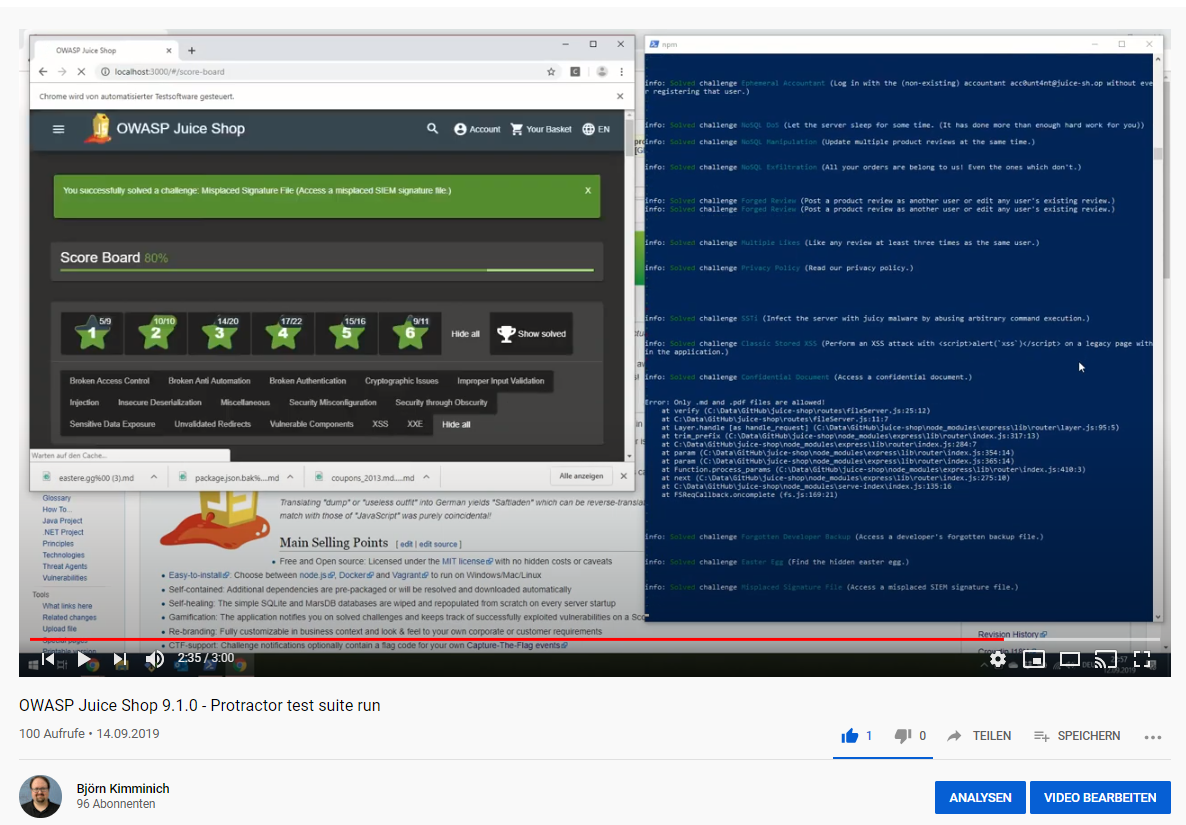 OWASP Juice Shop
npm
localhost:3000/#/score-board
Chrome wird von automatisierter Testsoftware gesteuert.
OWASP Juice Shop
Account
Your Basket
EN
You successfully solved a challenge: Misplaced Signature File (Access a misplaced SIEM signature file.)
X
Score Board 80%
5/9
1
10/10
2
14/20
3
17/22
4
15/16
5
9/11
6
Hide all
Show solved
Broken Access Control
Broken Anti Automation
Broken Authentication
Cryptographic Issues
Improper Input Validation
Injection
Insecure Deserialization
Miscellaneous
Security Misconfiguration
Security through Obscurity
Sensitive Data Exposure
Unvalidated Redirects
Vulnerable Components
XSS
XXE
Hide all
Warten auf den Cache...
eastere.gg%00 (3).md
package.json.bak%....md
coupons_2013.md....md
Alle anzeigen
info: Solved challenge Ephemeral Accountant (Log in with the (non-existing) accountant acc0unt4nt@juice-sh.op without eve
r registering that user.)
info: Solved challenge NoSQL DoS (Let the server sleep for some time. (It has done more than enough hard work for you))
info: Solved challenge NoSQL Manipulation (Update multiple product reviews at the same time.)
info: Solved challenge NoSQL Exfiltration (All your orders are belong to us! Even the ones which don't.)
info: Solved challenge Forged Review (Post a product review as another user or edit any user's existing review.)
info: Solved challenge Forged Review (Post a product review as another user or edit any user's existing review.)
info: Solved challenge Multiple Likes (Like any review at least three times as the same user.)
info: Solved challenge Privacy Policy (Read our privacy policy.)
info: Solved challenge SSTi (Infect the server with juicy malware by abusing arbitrary command execution.)
info: Solved challenge Classic Stored XSS (Perform an XSS attack with <script>alert(`xss`)</script> on a legacy page with
in the application.)
info: Solved challenge Confidential Document (Access a confidential document.)
Error: Only .md and .pdf files are allowed!
at verify (C:\Data\GitHub\juice-shop\routes\fileServer.js:25:12)
at C:\Data\GitHub\juice-shop\routes\fileServer.js:11:7
at Layer.handle [as handle_request] (C:\Data\GitHub\juice-shop\node_modules\express\lib\router\layer.js:95:5)
at trim_prefix (C:\Data\GitHub\juice-shop\node_modules\express\lib\router\index.js:317:13)
at C:\Data\GitHub\juice-shop\node_modules\express\lib\router\index.js:284:7
at param (C:\Data\GitHub\juice-shop\node_modules\express\lib\router\index.js:354:14)
at param (C:\Data\GitHub\juice-shop\node_modules\express\lib\router\index.js:365:14)
at Function.process_params (C:\Data\GitHub\juice-shop\node_modules\express\lib\router\index.js:410:3)
at next (C:\Data\GitHub\juice-shop\node_modules\express\lib\router\index.js:275:10)
at C:\Data\GitHub\juice-shop\node_modules\serve-index\index.js:135:16
at FSReqCallback.oncomplete (fs.js:169:21)
info: Solved challenge Forgotten Developer Backup (Access a developer's forgotten backup file.)
info: Solved challenge Easter Egg (Find the hidden easter egg.)
info: Solved challenge Misplaced Signature File (Access a misplaced SIEM signature file.)
Glossary
How To...
Java Project
.NET Project
Principles
Technologies
Threat Agents
Vulnerabilities
Tools
What links here
Related changes
Upload file
Special pages
Printable version
Translating "dump" or "useless outfit" into German yields "Saftladen" which can be reverse-transla
match with those of "JavaScript" was purely coincidental!
Main Selling Points [ edit | edit source ]
Free and Open source: Licensed under the MIT license with no hidden costs or caveats
Easy-to-install: Choose between node.js, Docker and Vagrant to run on Windows/Mac/Linux
Self-contained: Additional dependencies are pre-packaged or will be resolved and downloaded automatically
Self-healing: The simple SQLite and MarsDB databases are wiped and repopulated from scratch on every server startup
Gamification: The application notifies you on solved challenges and keeps track of successfully exploited vulnerabilities on a Sco
Re-branding: Fully customizable in business context and look & feel to your own corporate or customer requirements
CTF-support: Challenge notifications optionally contain a flag code for your own Capture-The-Flag events
Revision History
2:35 / 3:00
12.09.2019
OWASP Juice Shop 9.1.0 - Protractor test suite run
100 Aufrufe • 14.09.2019
1
0
TEILEN
SPEICHERN
Björn Kimminich
96 Abonnenten
ANALYSEN
VIDEO BEARBEITEN